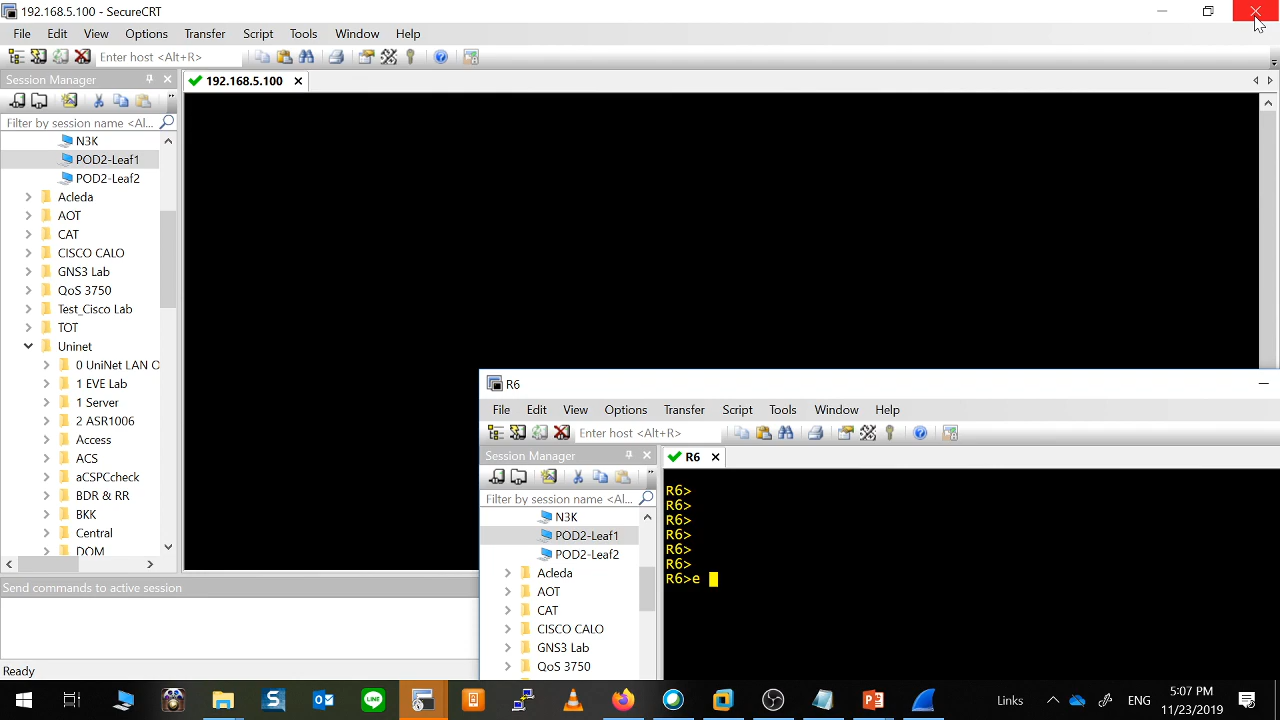 192.168.5.100 - SecureCRT
File Edit View Options Transfer Script Tools Window Help
Enter host <Alt+R>
Session Manager
192.168.5.100
Filter by session name <Al...
N3K
POD2-Leaf1
POD2-Leaf2
Acleda
AOT
CAT
CISCO CALO
GNS3 Lab
QoS 3750
Test_Cisco Lab
TOT
Uninet
0 UniNet LAN O
1 EVE Lab
1 Server
2 ASR1006
Access
ACS
aCSPCcheck
BDR & RR
BKK
Central
DOM
Send commands to active session
Ready
R6
File Edit View Options Transfer Script Tools Window Help
Enter host <Alt+R>
Session Manager
R6
Filter by session name <Al...
N3K
POD2-Leaf1
POD2-Leaf2
Acleda
AOT
CAT
CISCO CALO
GNS3 Lab
QoS 3750
R6>
R6>
R6>
R6>
R6>
R6>
R6>e
Links
ENG
5:07 PM
11/23/2019